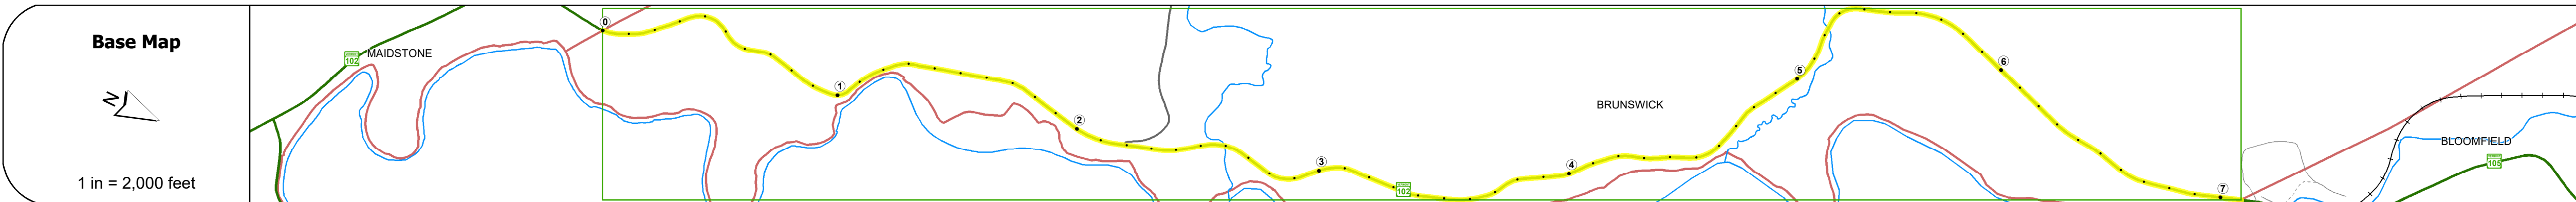 Base Map
N
1 in = 2,000 feet
102
MAIDSTONE
0
1
2
3
102
4
BRUNSWICK
5
6
7
BLOOMFIELD
105